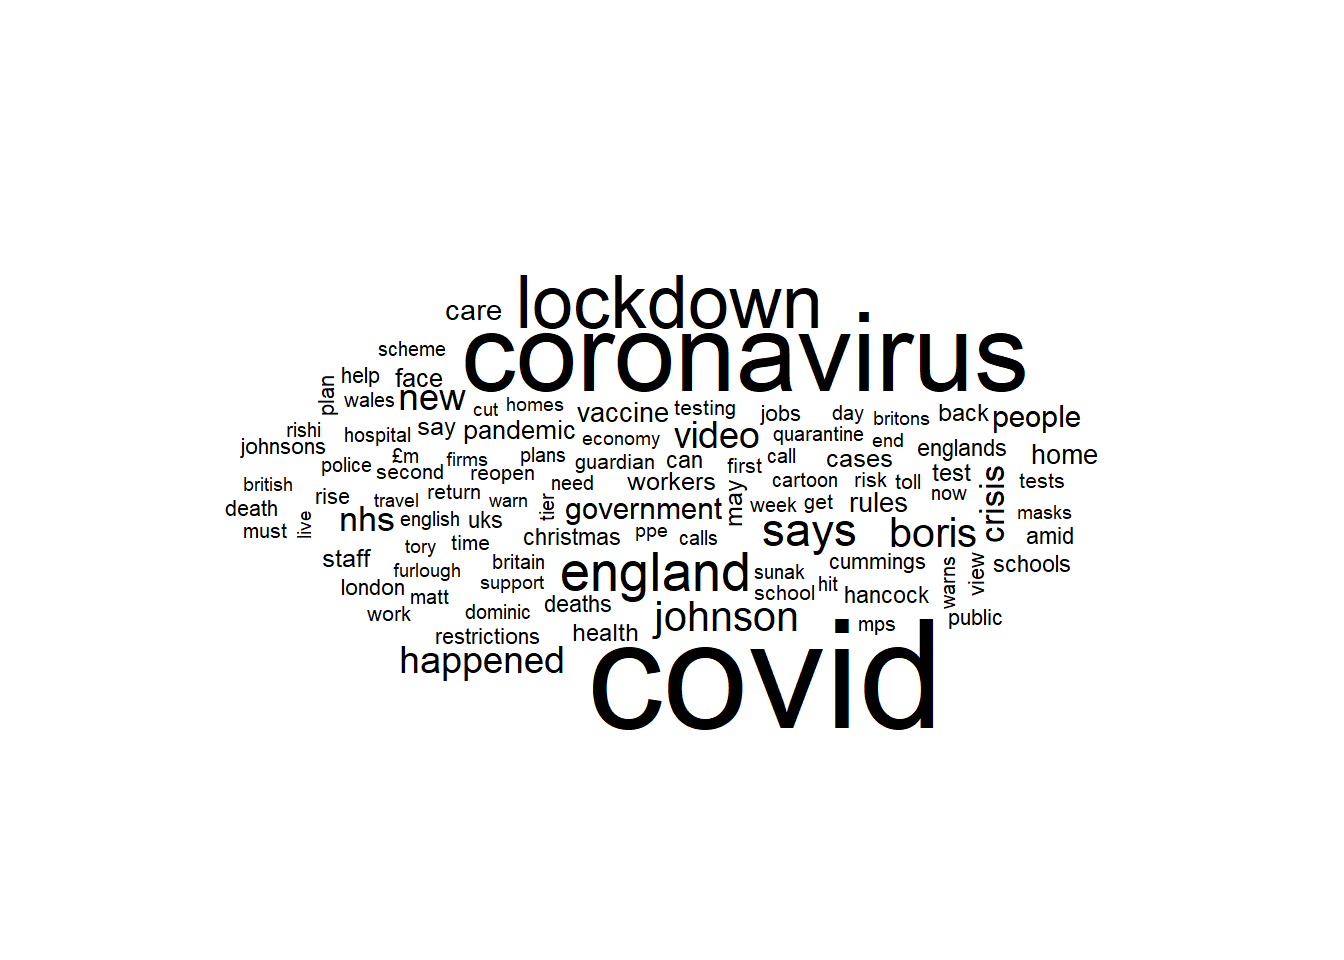 lockdown
care
coronavirus
scheme
help
face
plan
wales
new
cut
homes
vaccine
testing
jobs
day
britons
back
people
rishi
johnsons
hospital
say
pandemic
economy
video
quarantine
end
englands
home
police
£m
second
firms
reopen
plans
guardian
can
first
call
cases
test
crisis
tests
british
death
rise
travel
return
warn
tier
need
workers
may
week
cartoon
get
risk
rules
toll
now
masks
must
live
nhs
english
uks
government
christmas
ppe
calls
says
boris
amid
staff
tory
time
furlough
britain
support
england
sunak
school
hit
cummings
hancock
warns
view
schools
london
matt
work
dominic
deaths
johnson
mps
public
restrictions
health
happened
covid